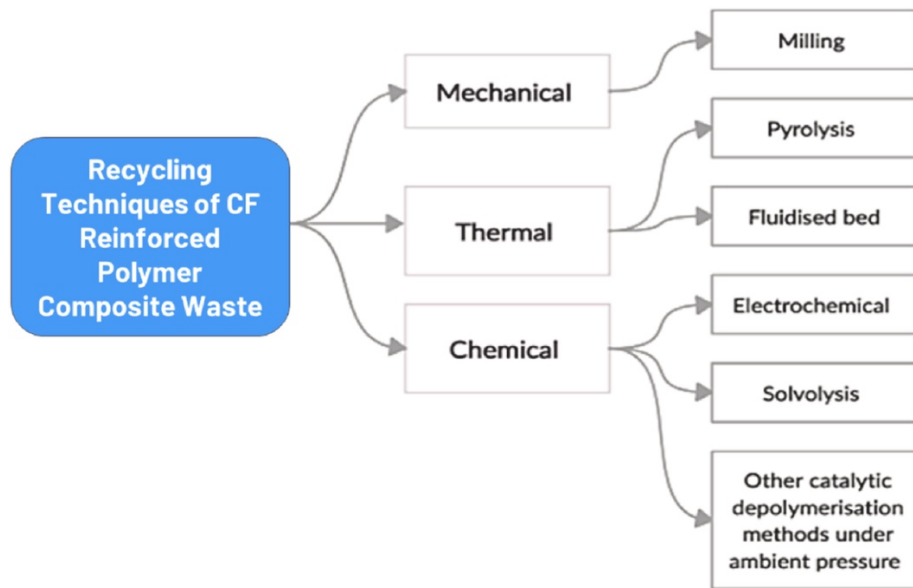 Recycling
Techniques of CF
Reinforced
Polymer
Composite Waste
Mechanical
Thermal
Chemical
Milling
Pyrolysis
Fluidised bed
Electrochemical
Solvolysis
Other catalytic
depolymerisation
methods under
ambient pressure